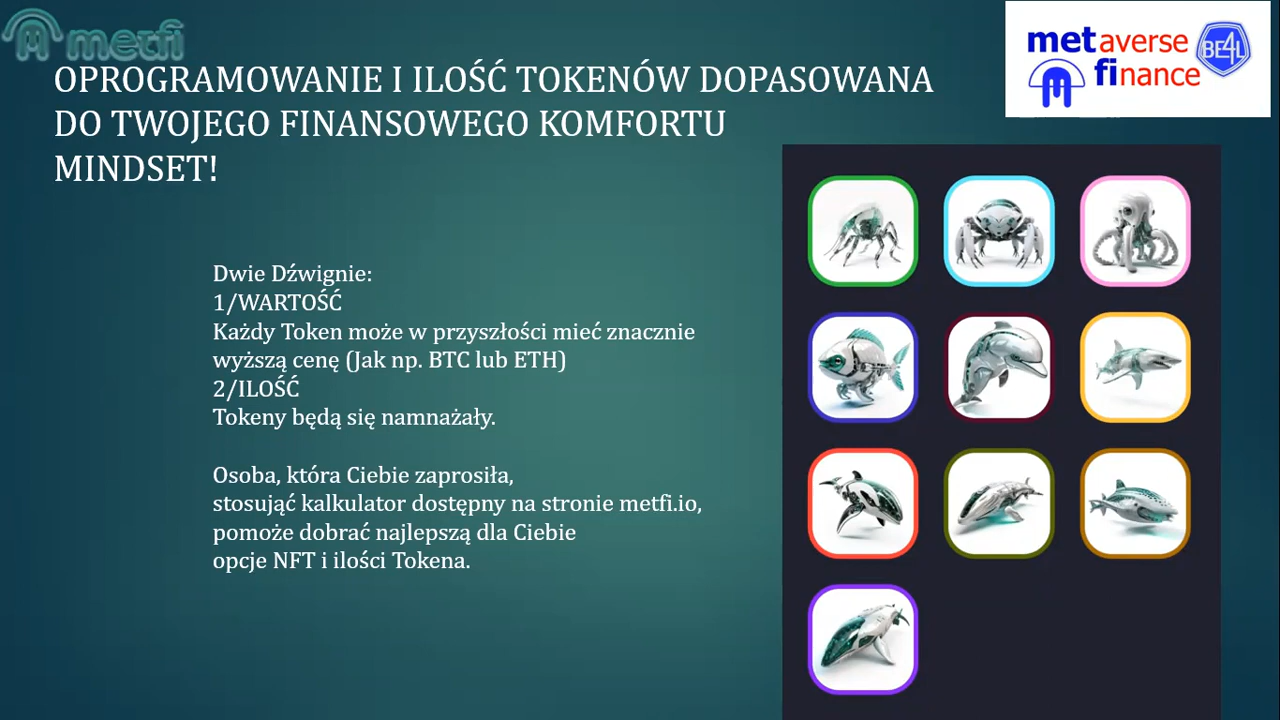 metfi
metaverse
finance
BE4L
OPROGRAMOWANIE I ILOŚĆ TOKENÓW DOPASOWANA
DO TWOJEGO FINANSOWEGO KOMFORTU
MINDSET!
Dwie Dźwignie:
1/WARTOŚĆ
Każdy Token może w przyszłości mieć znacznie
wyższą cenę (Jak np. BTC lub ETH)
2/ILOŚĆ
Tokeny będą się namnażały.
Osoba, która Ciebie zaprosiła,
stosująć kalkulator dostępny na stronie metfi.io,
pomoże dobrać najlepszą dla Ciebie
opcje NFT i ilości Tokena.